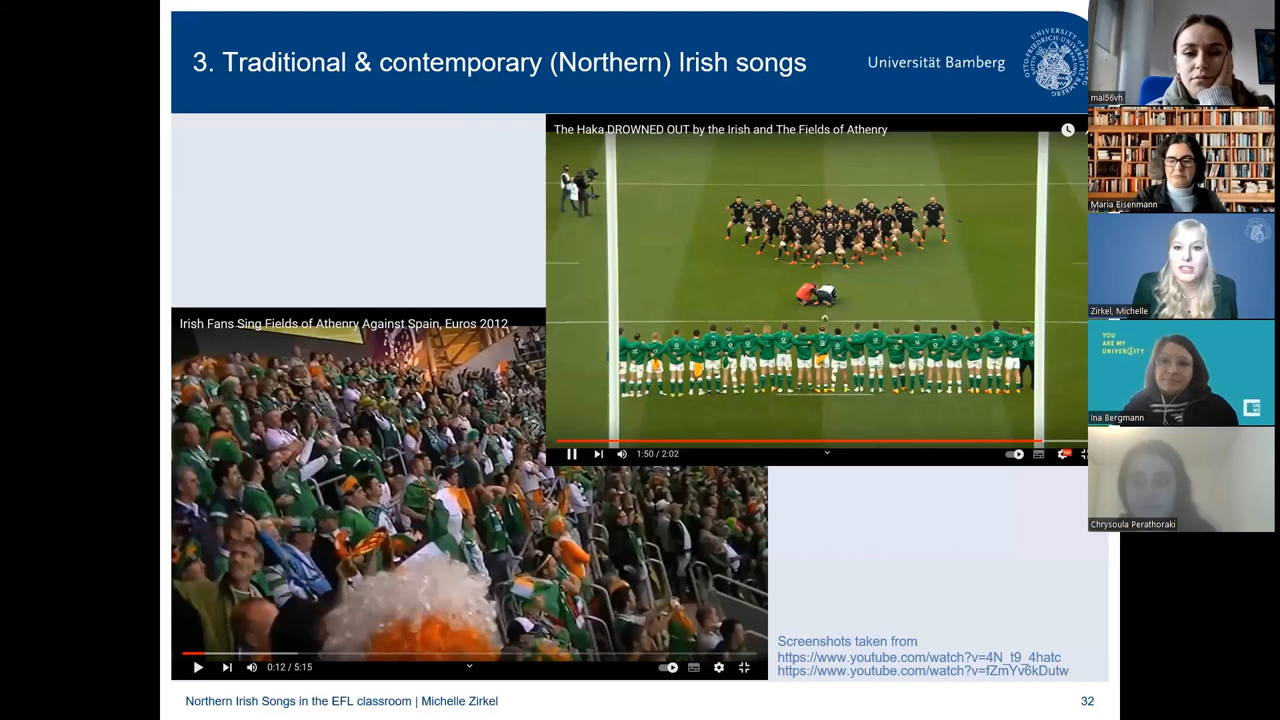 3. Traditional & contemporary (Northern) Irish songs
Universität Bamberg
The Haka DROWNED OUT by the Irish and The Fields of Athenry
1:50 / 2:02
Irish Fans Sing Fields of Athenry Against Spain, Euros 2012
0:12 / 5:15
Screenshots taken from
https://www.youtube.com/watch?v=4N_t9_4hatc
https://www.youtube.com/watch?v=fZmYv6kDutw
Northern Irish Songs in the EFL classroom | Michelle Zirkel
32
mal56vh
Maria Eisenmann
Zirkel, Michelle
YOU
ARE MY
UNIVERSITY
Ina Bergmann
Chrysoula Perathoraki